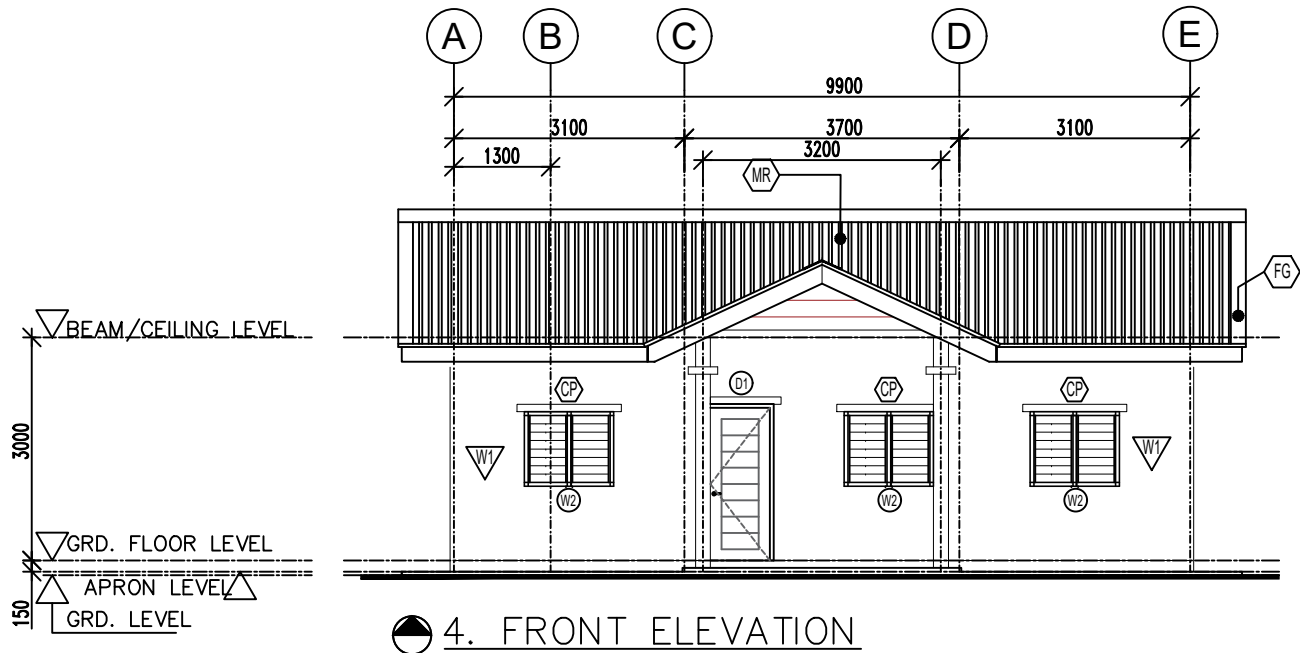 A B C D E
9900
3100 3700 3100
1300 3200
MR
FG
BEAM/CEILING LEVEL
CP D1 CP CP
3000
W1 W1
W2 W2 W2
GRD. FLOOR LEVEL
APRON LEVEL
150
GRD. LEVEL
4. FRONT ELEVATION